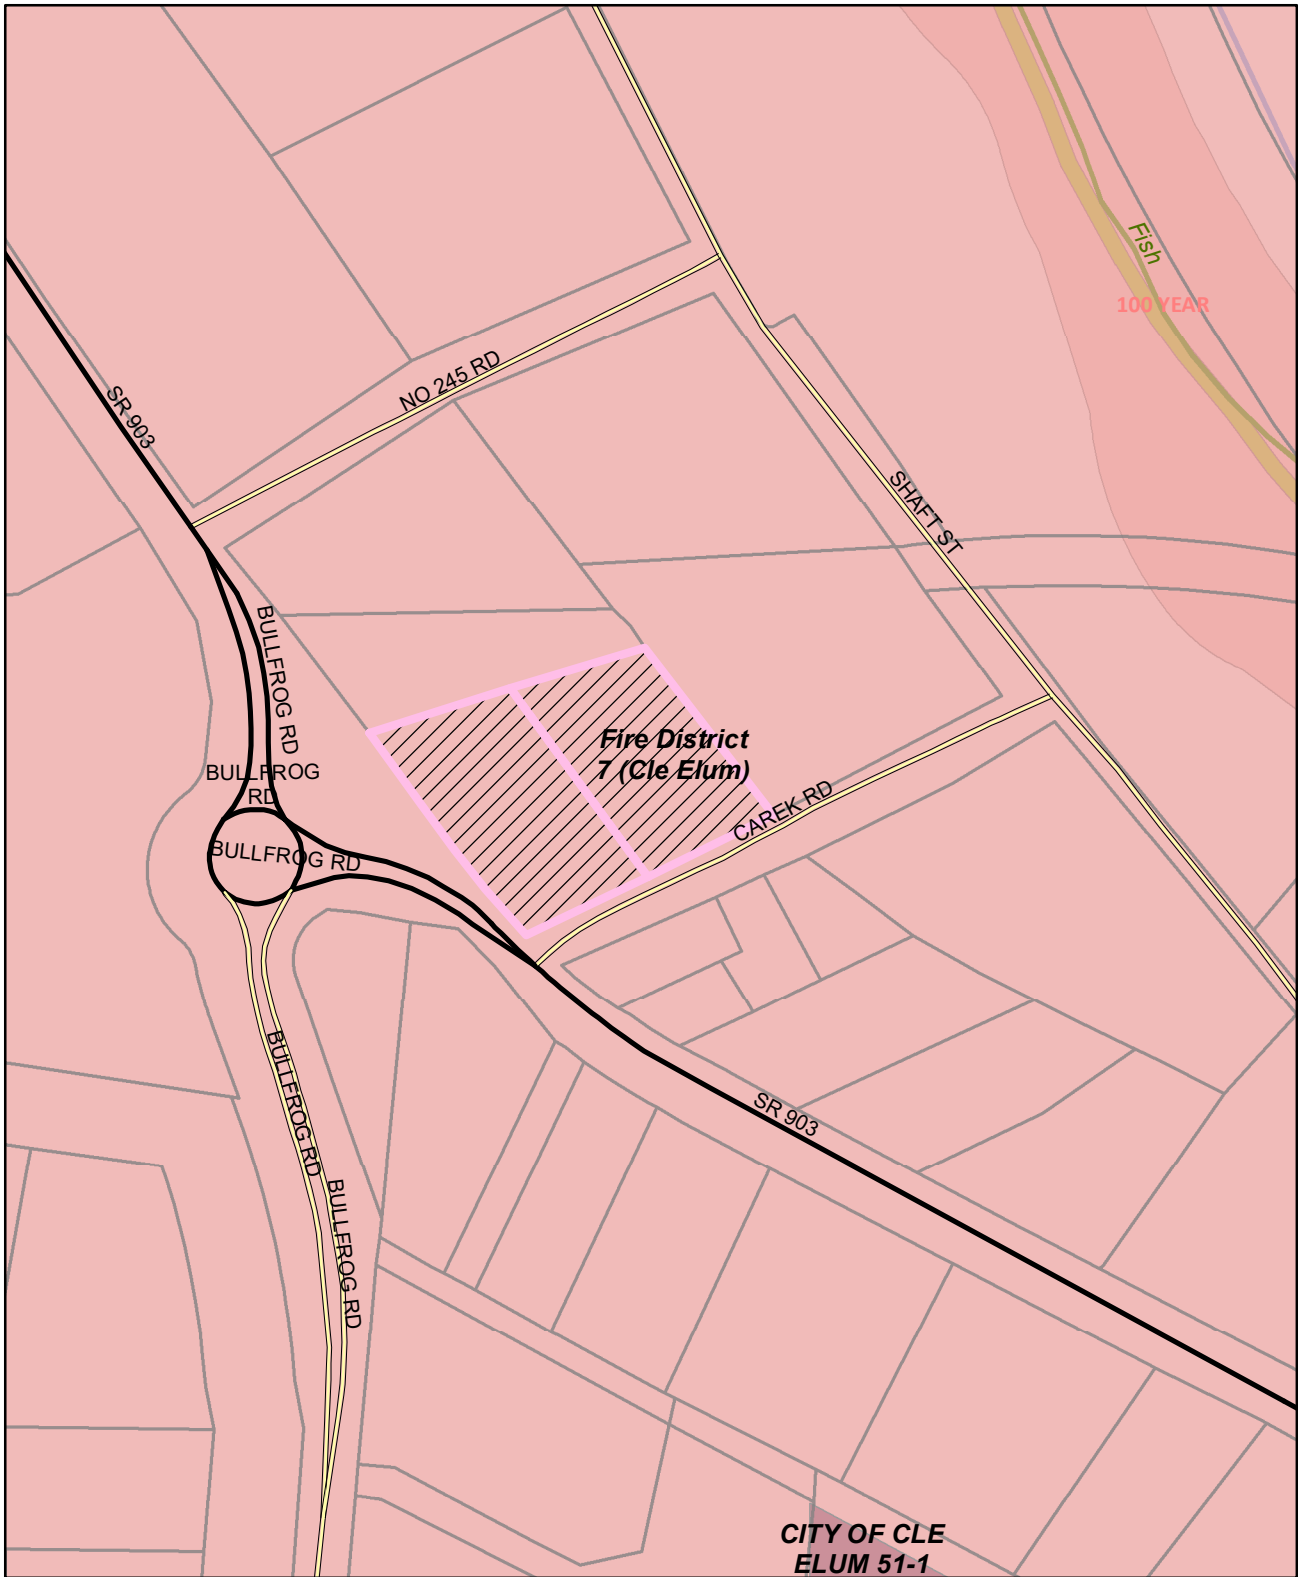 Fish
100 YEAR
NO 245 RD
SR 903
SHAFT ST
BULLFROG RD
Fire District
7 (Cle Elum)
BULLFROG
RD
CAREK RD
BULLFROG RD
BULLFROG RD
SR 903
BULLFROG RD
CITY OF CLE
ELUM 51-1